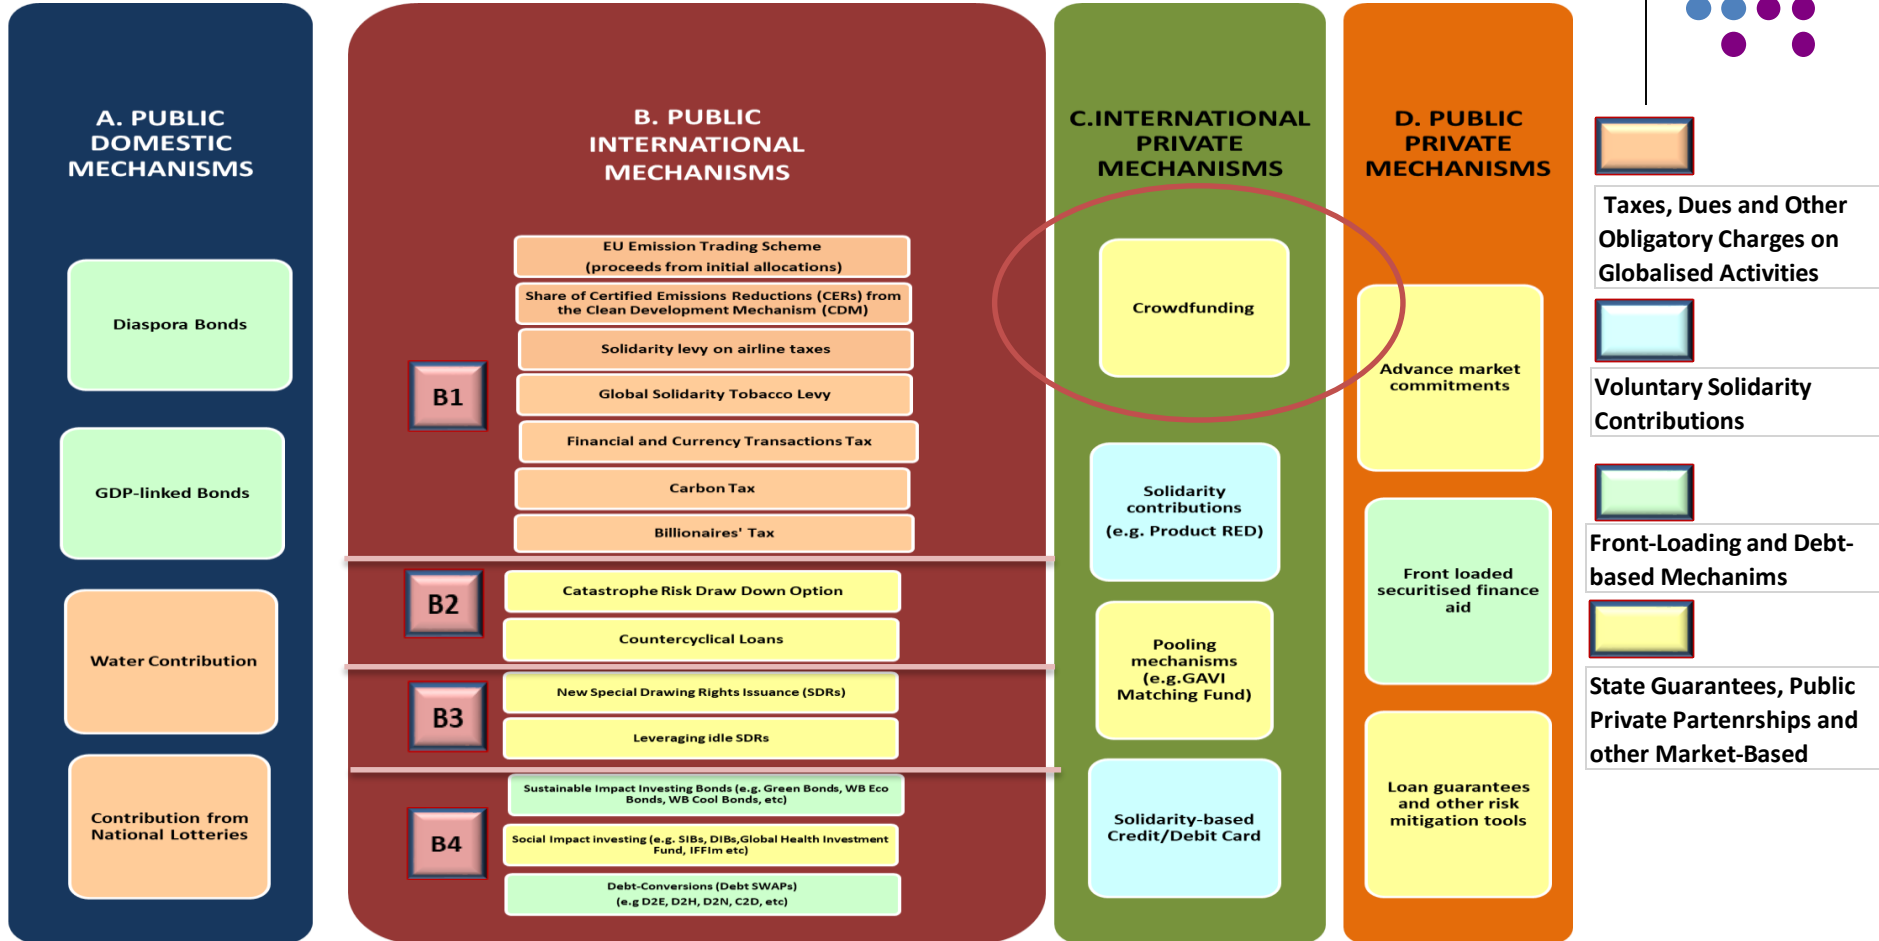 A. PUBLIC
DOMESTIC
MECHANISMS
Diaspora Bonds
GDP-linked Bonds
Water Contribution
Contribution from
National Lotteries
B. PUBLIC
INTERNATIONAL
MECHANISMS
B1
EU Emission Trading Scheme
(proceeds from initial allocations)
Share of Certified Emissions Reductions (CERs) from
the Clean Development Mechanism (CDM)
Solidarity levy on airline taxes
Global Solidarity Tobacco Levy
Financial and Currency Transactions Tax
Carbon Tax
Billionaires' Tax
B2
Catastrophe Risk Draw Down Option
Countercyclical Loans
B3
New Special Drawing Rights Issuance (SDRs)
Leveraging idle SDRs
B4
Sustainable Impact Investing Bonds (e.g. Green Bonds, WB Eco
Bonds, WB Cool Bonds, etc)
Social Impact investing (e.g. SIBs, DIBs,Global Health Investment
Fund, IFFIm etc)
Debt-Conversions (Debt SWAPs)
(e.g D2E, D2H, D2N, C2D, etc)
C.INTERNATIONAL
PRIVATE
MECHANISMS
Crowdfunding
Solidarity
contributions
(e.g. Product RED)
Pooling
mechanisms
(e.g.GAVI
Matching Fund)
Solidarity-based
Credit/Debit Card
D. PUBLIC
PRIVATE
MECHANISMS
Advance market
commitments
Front loaded
securitised finance
aid
Loan guarantees
and other risk
mitigation tools
Taxes, Dues and Other
Obligatory Charges on
Globalised Activities
Voluntary Solidarity
Contributions
Front-Loading and Debt-
based Mechanims
State Guarantees, Public
Private Partenrships and
other Market-Based